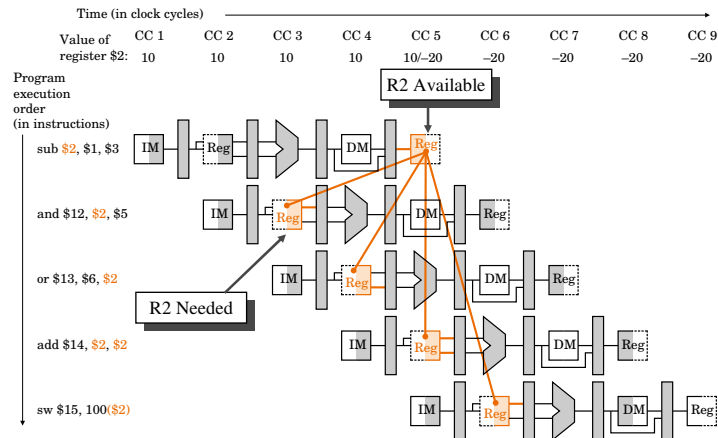 Time (in clock cycles)
CC 1 CC 2 CC 3 CC 4 CC 5 CC 6 CC 7 CC 8 CC 9
Value of
register $2: 10 10 10 10 10/–20 –20 –20 –20 –20
R2 Available
Program
execution
order
(in instructions)
sub $2, $1, $3 IM Reg DM Reg
and $12, $2, $5 IM Reg DM Reg
or $13, $6, $2 IM Reg DM Reg
R2 Needed
add $14, $2, $2 IM Reg DM Reg
sw $15, 100($2) IM Reg DM Reg